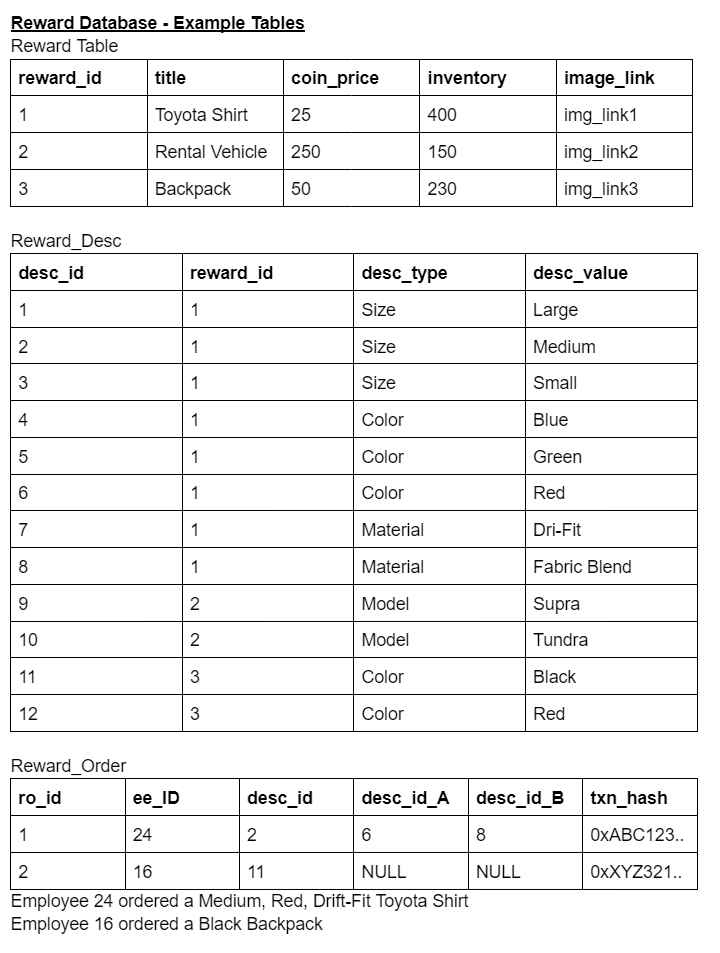 Reward Database - Example Tables
Reward Table
reward_id title coin_price inventory image_link
1 Toyota Shirt 25 400 img_link1
2 Rental Vehicle 250 150 img_link2
3 Backpack 50 230 img_link3
Reward_Desc
desc_id reward_id desc_type desc_value
1 1 Size Large
2 1 Size Medium
3 1 Size Small
4 1 Color Blue
5 1 Color Green
6 1 Color Red
7 1 Material Dri-Fit
8 1 Material Fabric Blend
9 2 Model Supra
10 2 Model Tundra
11 3 Color Black
12 3 Color Red
Reward_Order
ro_id ee_ID desc_id desc_id_A desc_id_B txn_hash
1 24 2 6 8 0xABC123..
2 16 11 NULL NULL 0xXYZ321..
Employee 24 ordered a Medium, Red, Drift-Fit Toyota Shirt
Employee 16 ordered a Black Backpack